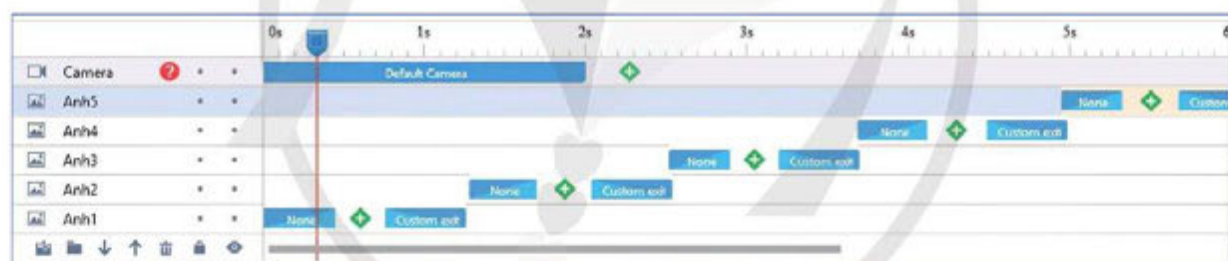 0s 1s 2s 3s 4s 5s 6
Camera ? Default Camera
Anh5 None Custom
Anh4 None Custom exit
Anh3 None Custom exit
Anh2 None Custom exit
Anh1 None Custom exit